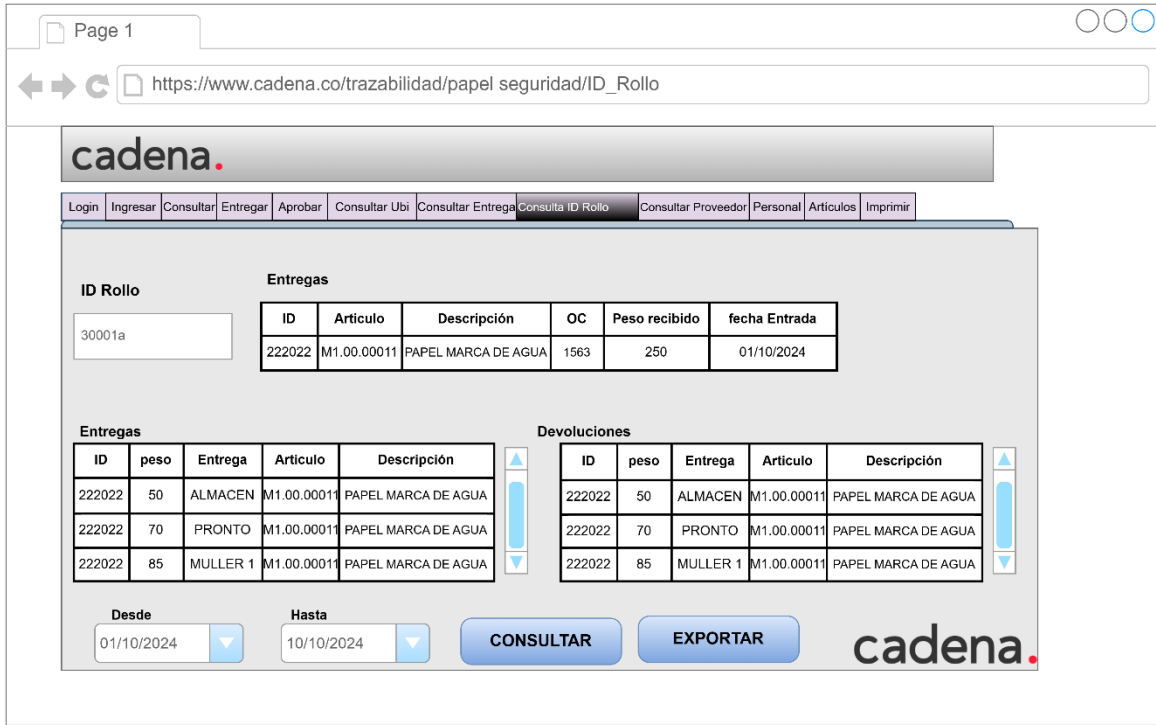 Page 1
https://www.cadena.co/trazabilidad/papel seguridad/ID_Rollo
cadena.
Login Ingresar Consultar Entregar Aprobar Consultar Ubi Consultar Entrega Consulta ID Rollo Consultar Proveedor Personal Artículos Imprimir
ID Rollo
30001a
Entregas
ID Articulo Descripción OC Peso recibido fecha Entrada
222022 M1.00.00011 PAPEL MARCA DE AGUA 1563 250 01/10/2024
Entregas
ID peso Entrega Articulo Descripción
222022 50 ALMACEN M1.00.00011 PAPEL MARCA DE AGUA
222022 70 PRONTO M1.00.00011 PAPEL MARCA DE AGUA
222022 85 MULLER 1 M1.00.00011 PAPEL MARCA DE AGUA
Devoluciones
ID peso Entrega Articulo Descripción
222022 50 ALMACEN M1.00.00011 PAPEL MARCA DE AGUA
222022 70 PRONTO M1.00.00011 PAPEL MARCA DE AGUA
222022 85 MULLER 1 M1.00.00011 PAPEL MARCA DE AGUA
Desde
01/10/2024
Hasta
10/10/2024
CONSULTAR
EXPORTAR
cadena.